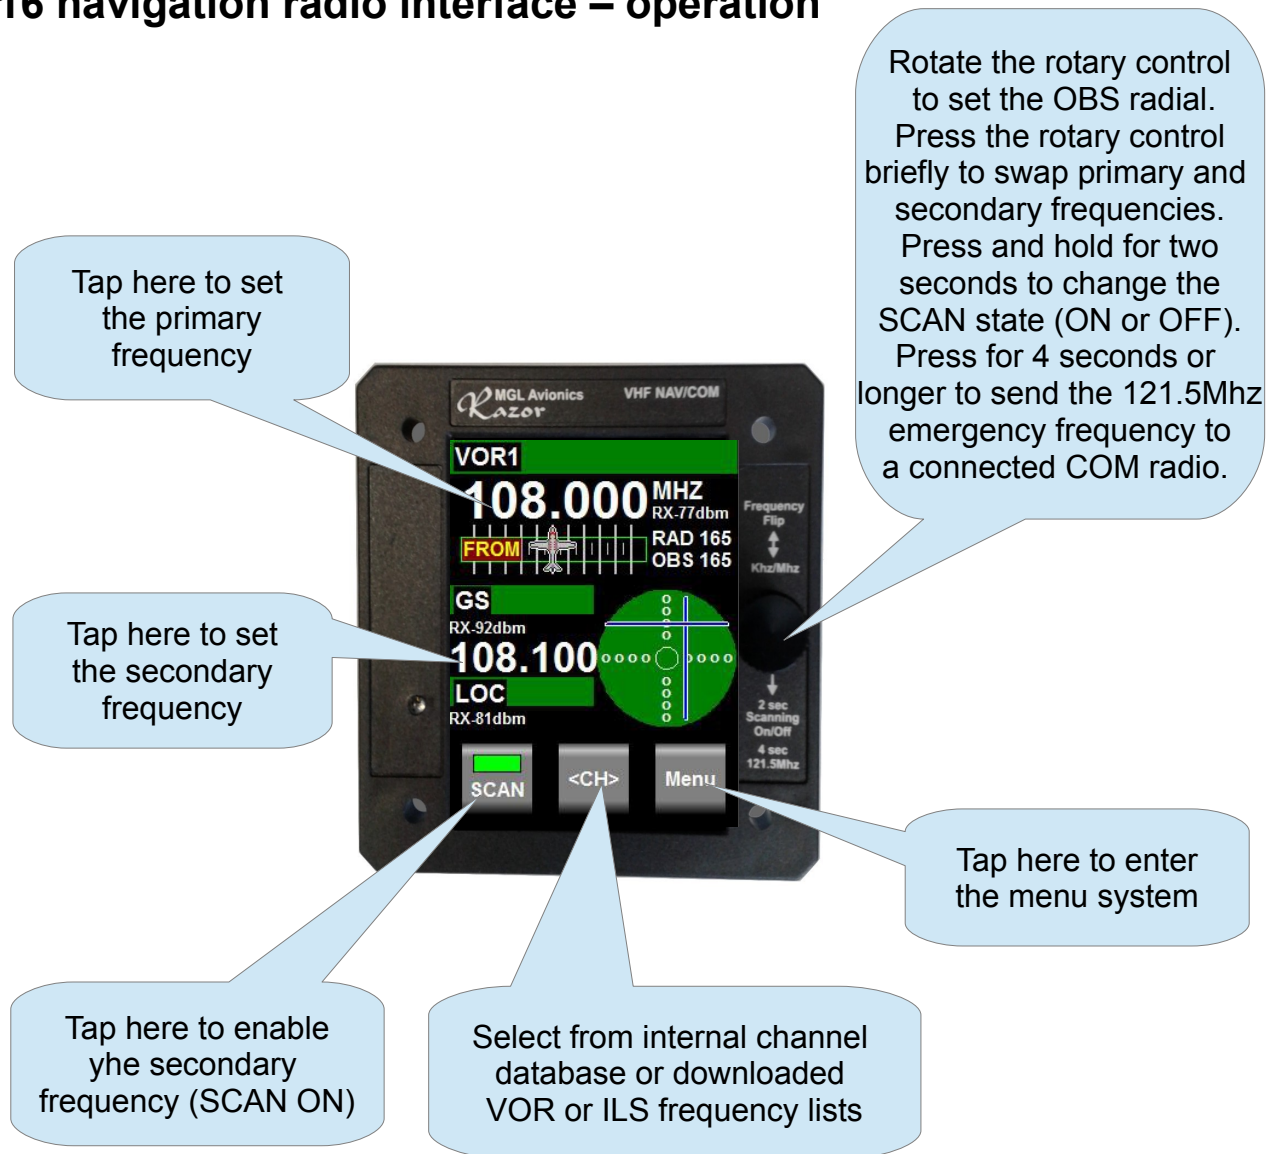 navigation radio interface – operation
Rotate the rotary control
to set the OBS radial.
Press the rotary control
briefly to swap primary and
secondary frequencies.
Press and hold for two
seconds to change the
SCAN state (ON or OFF).
Press for 4 seconds or
longer to send the 121.5Mhz
emergency frequency to
a connected COM radio.
Tap here to set
the primary
frequency
MGL Avionics
Razor
VHF NAV/COM
VOR1
108.000 MHZ
RX-77dbm
FROM
RAD 165
OBS 165
Frequency
Flip
Khz/Mhz
Tap here to set
the secondary
frequency
GS
RX-92dbm
108.100
LOC
RX-81dbm
2 sec
Scanning
On/Off
4 sec
121.5Mhz
SCAN
<CH>
Menu
Tap here to enter
the menu system
Tap here to enable
yhe secondary
frequency (SCAN ON)
Select from internal channel
database or downloaded
VOR or ILS frequency lists